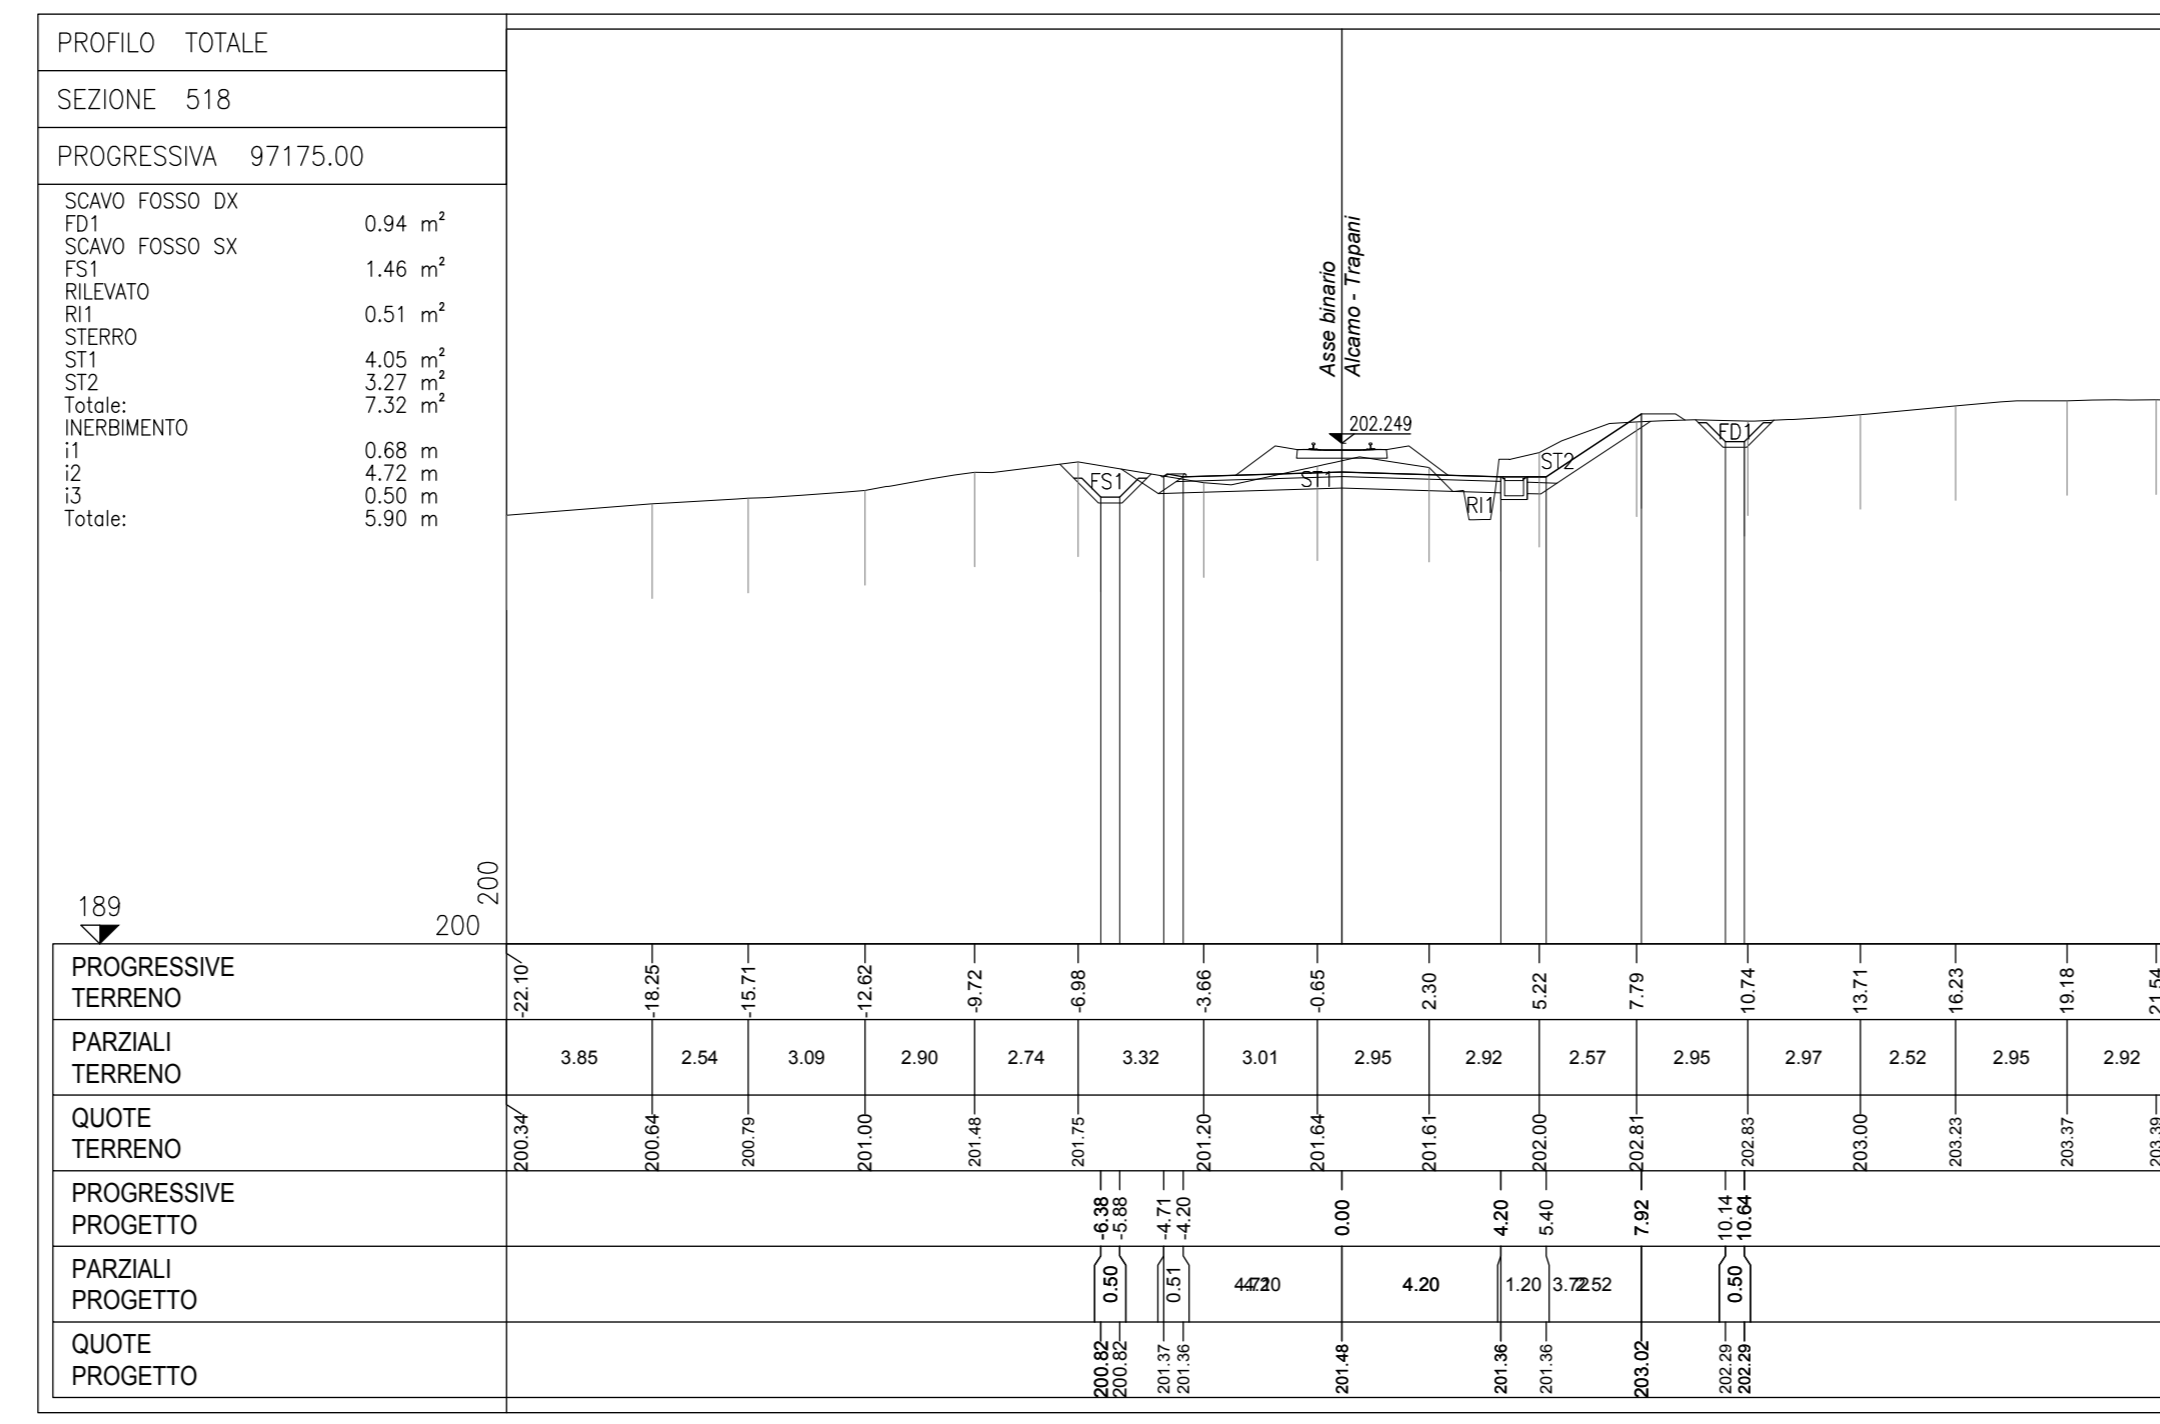 PROFILO TOTALE
SEZIONE 518
PROGRESSIVA 97175.00
SCAVO FOSSO DX
FD1 0.94 m²
SCAVO FOSSO SX
FS1 1.46 m²
RILEVATO
RI1 0.51 m²
STERRO
ST1 4.05 m²
ST2 3.27 m²
Totale: 7.32 m²
INERBIMENTO
i1 0.68 m
i2 4.72 m
i3 0.50 m
Totale: 5.90 m
Asse binario
Alcamo - Trapani
202.249
FS1
ST1
RI1
ST2
FD1
200
200
189
PROGRESSIVE
TERRENO
-22.10 -18.25 -15.71 -12.62 -9.72 -6.98 -3.66 -0.65 2.30 5.22 7.79 10.74 13.71 16.23 19.18 21.54
PARZIALI
TERRENO
3.85 2.54 3.09 2.90 2.74 3.32 3.01 2.95 2.92 2.57 2.95 2.97 2.52 2.95 2.92
QUOTE
TERRENO
200.34 200.64 200.79 201.00 201.48 201.75 201.20 201.64 201.61 202.00 202.81 202.83 203.00 203.23 203.37 203.39
PROGRESSIVE
PROGETTO
-6.38 -5.88 -4.71 -4.20 0.00 4.20 5.40 7.92 10.14 10.64
PARZIALI
PROGETTO
0.50 0.51 4.20 1.20 0.50
QUOTE
PROGETTO
200.82 200.82 201.37 201.36 201.48 201.36 201.36 203.02 202.29 202.29